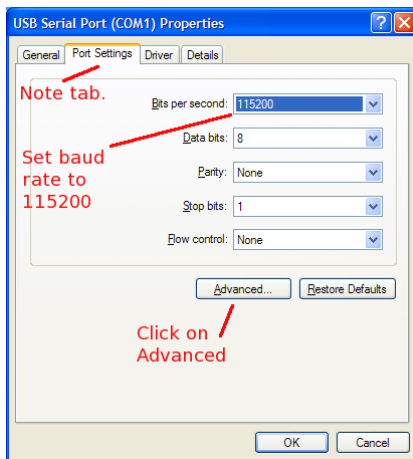 USB Serial Port (COM1) Properties
General Port Settings Driver Details
Note tab.
Bits per second: 115200
Data bits: 8
Set baud
rate to
115200
Parity: None
Stop bits: 1
Flow control: None
Advanced... Restore Defaults
Click on
Advanced
OK Cancel